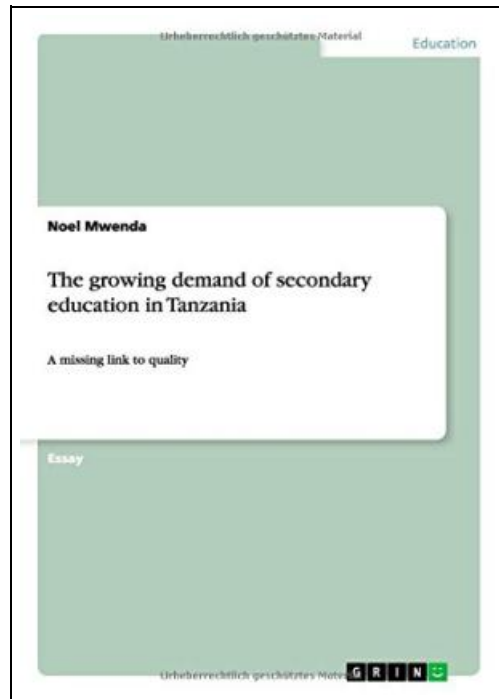 Urheberrechtlich geschütztes Material
Education
Noel Mwenda
The growing demand of secondary
education in Tanzania
A missing link to quality
Essay
Urheberrechtlich geschütztes Mater
GRIN